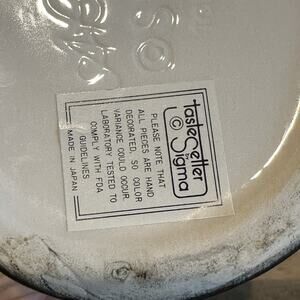 tasteSetter
© Sigma
PLEASE NOTE THAT
ALL PIECES ARE HAND
DECORATED, SO COLOR
VARIANCE COULD OCCUR.
LABORATORY TESTED TO
COMPLY WITH FDA
GUIDELINES
MADE IN JAPAN